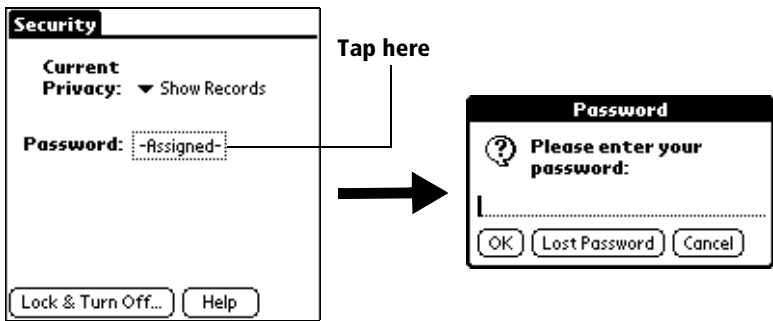 Security
Current
Privacy: Show Records
Password: -Assigned-
Lock & Turn Off... Help
Tap here
Password
Please enter your
password:
OK Lost Password Cancel